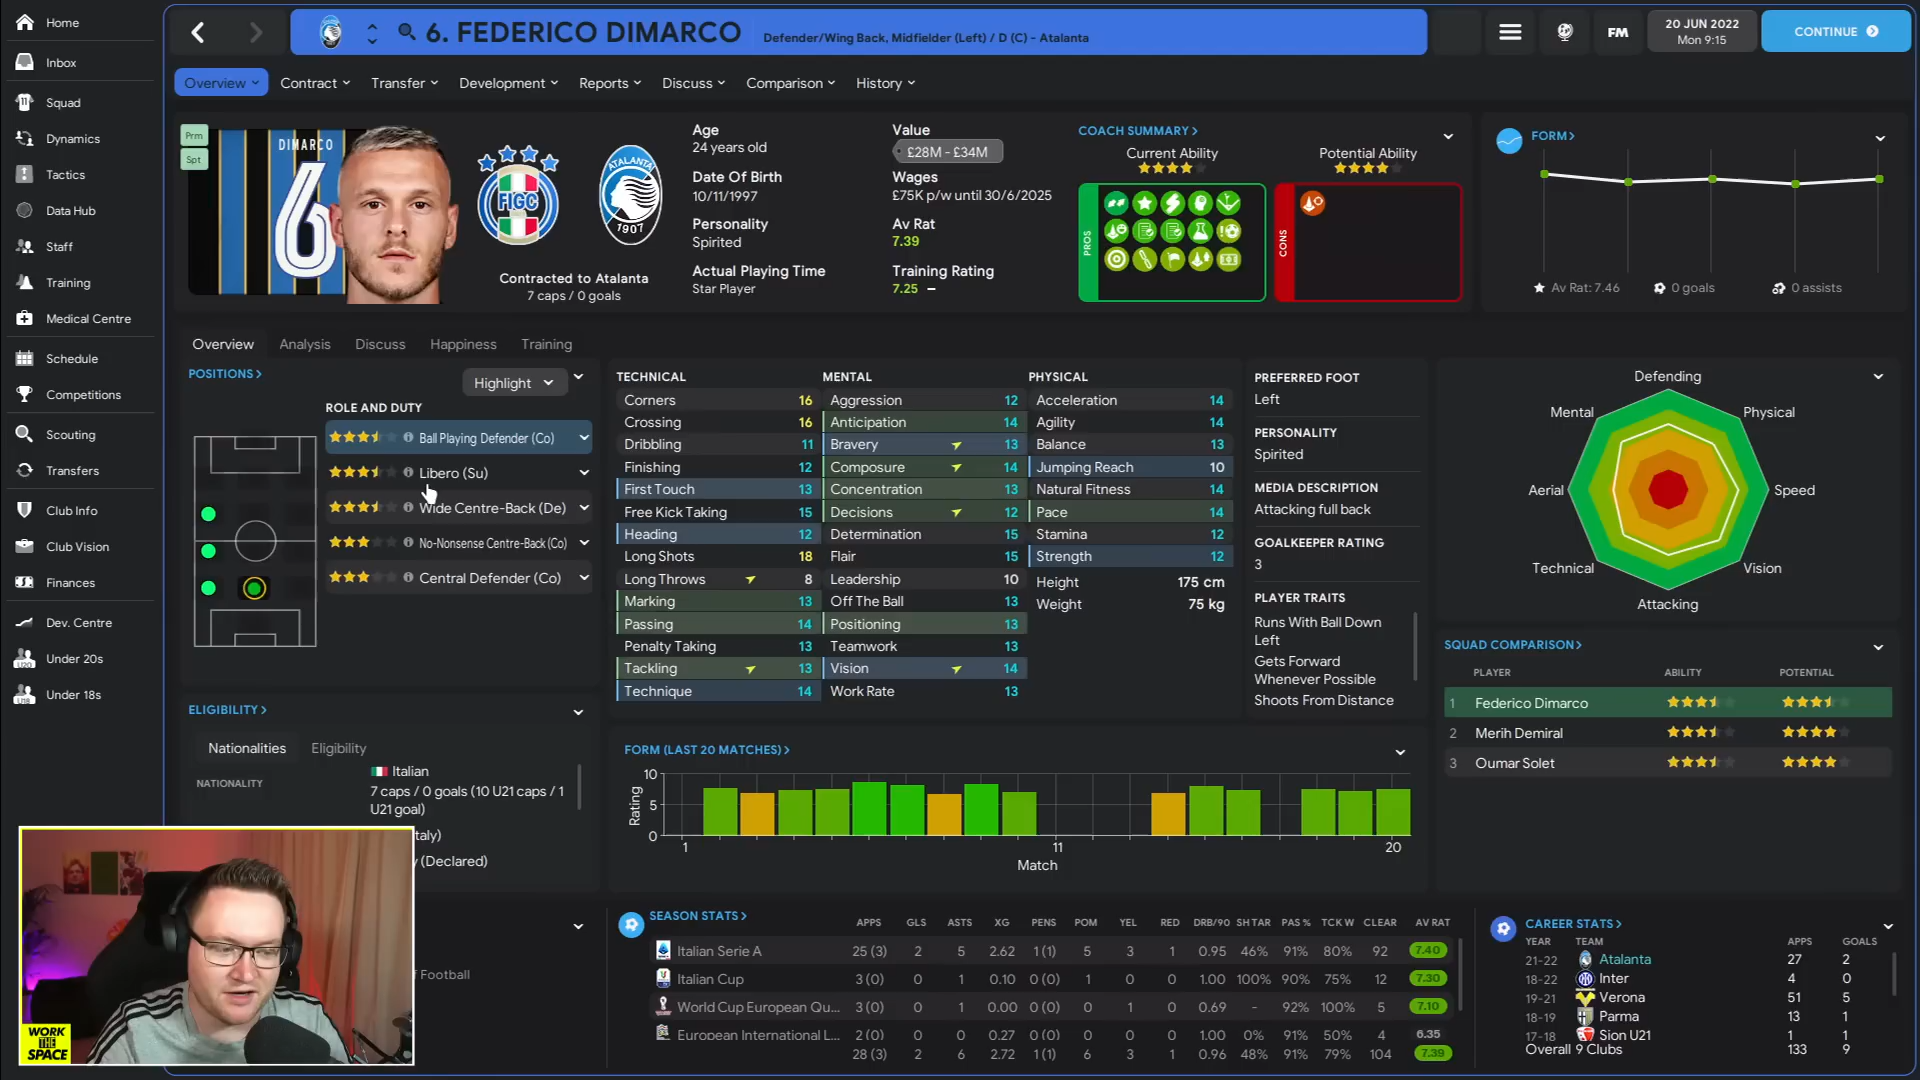 Home
Inbox
Squad
Dynamics
Tactics
Data Hub
Staff
Training
Medical Centre
Schedule
Competitions
Scouting
Transfers
Club Info
Club Vision
Finances
Dev. Centre
Under 20s
Under 18s
6. FEDERICO DIMARCO
Defender/Wing Back, Midfielder (Left) / D (C) - Atalanta
FM
20 JUN 2022
Mon 9:15
CONTINUE
Overview Contract Transfer Development Reports Discuss Comparison History
Prm
Spt
DIMARCO
6
FIGC
ATALANTA
1907
Contracted to Atalanta
7 caps / 0 goals
Age
24 years old
Date Of Birth
10/11/1997
Personality
Spirited
Actual Playing Time
Star Player
Value
£28M - £34M
Wages
£75K p/w until 30/6/2025
Av Rat
7.39
Training Rating
7.25 –
COACH SUMMARY >
Current Ability
Potential Ability
PROS
CONS
FORM >
Av Rat: 7.46 0 goals 0 assists
Overview Analysis Discuss Happiness Training
POSITIONS >
Highlight
ROLE AND DUTY
Ball Playing Defender (Co)
Libero (Su)
Wide Centre-Back (De)
No-Nonsense Centre-Back (Co)
Central Defender (Co)
TECHNICAL
Corners 16
Crossing 16
Dribbling 11
Finishing 12
First Touch 13
Free Kick Taking 15
Heading 12
Long Shots 18
Long Throws 8
Marking 13
Passing 14
Penalty Taking 13
Tackling 13
Technique 14
MENTAL
Aggression 12
Anticipation 14
Bravery 13
Composure 14
Concentration 13
Decisions 12
Determination 15
Flair 15
Leadership 10
Off The Ball 13
Positioning 13
Teamwork 13
Vision 14
Work Rate 13
PHYSICAL
Acceleration 14
Agility 14
Balance 13
Jumping Reach 10
Natural Fitness 14
Pace 14
Stamina 12
Strength 12
Height 175 cm
Weight 75 kg
PREFERRED FOOT
Left
PERSONALITY
Spirited
MEDIA DESCRIPTION
Attacking full back
GOALKEEPER RATING
3
PLAYER TRAITS
Runs With Ball Down
Left
Gets Forward
Whenever Possible
Shoots From Distance
Defending
Mental
Physical
Aerial
Speed
Technical
Vision
Attacking
SQUAD COMPARISON >
PLAYER ABILITY POTENTIAL
1 Federico Dimarco
2 Merih Demiral
3 Oumar Solet
ELIGIBILITY >
Nationalities Eligibility
NATIONALITY
Italian
7 caps / 0 goals (10 U21 caps / 1
U21 goal)
taly)
(Declared)
of Football
WORK
THE
SPACE
FORM (LAST 20 MATCHES) >
Rating
10
5
0
1 11 20
Match
SEASON STATS >
APPS GLS ASTS XG PENS POM YEL RED DRB/90 SH TAR PAS % TCK W CLEAR AV RAT
Italian Serie A 25 (3) 2 5 2.62 1 (1) 5 3 1 0.95 46% 91% 80% 92 7.40
Italian Cup 3 (0) 0 1 0.10 0 (0) 1 0 0 1.00 100% 90% 75% 12 7.30
World Cup European Qu... 3 (0) 0 1 0.00 0 (0) 0 1 0 0.69 - 92% 100% 5 7.10
European International L... 2 (0) 0 0 0.27 0 (0) 0 0 0 1.00 0% 91% 50% 4 6.35
28 (3) 2 6 2.72 1 (1) 6 3 1 0.96 48% 91% 79% 104 7.39
CAREER STATS >
YEAR TEAM APPS GOALS
21-22 Atalanta 27 2
18-22 Inter 4 0
19-21 Verona 51 5
18-19 Parma 13 1
17-18 Sion U21 1 1
Overall 9 Clubs 133 9